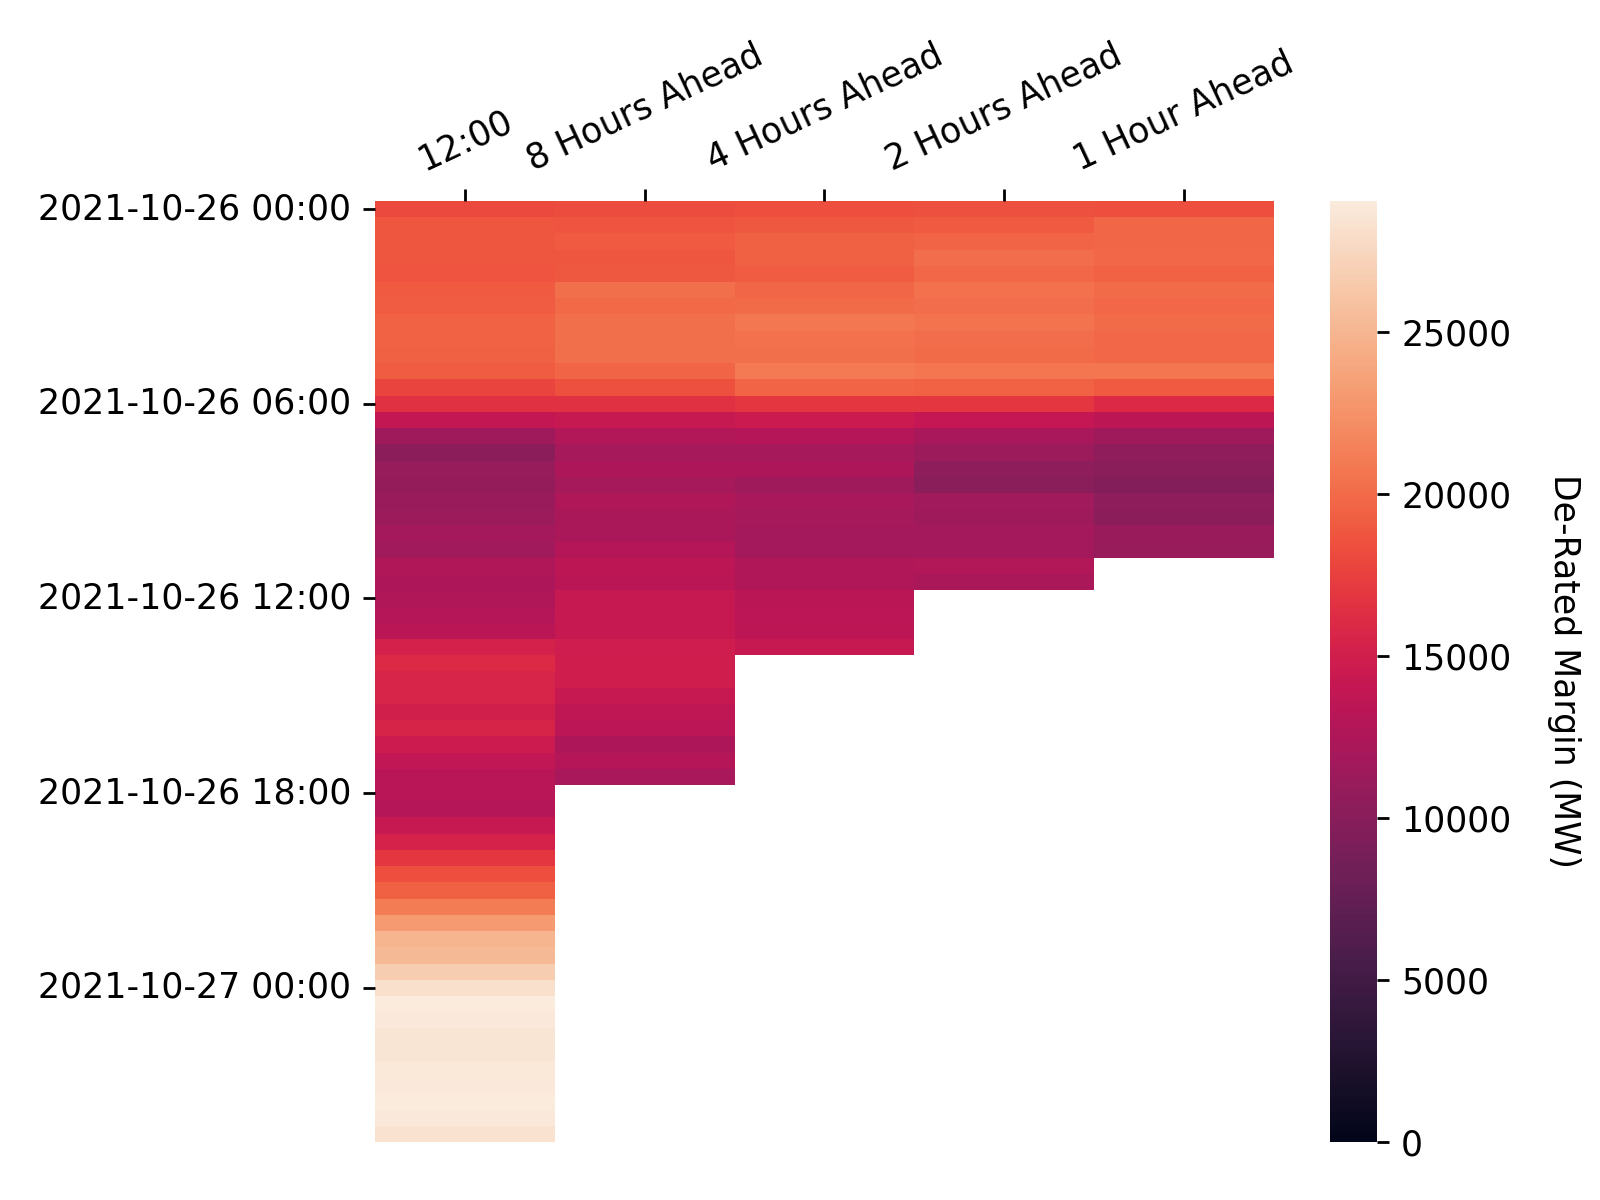 12:00
8 Hours Ahead
4 Hours Ahead
2 Hours Ahead
1 Hour Ahead
2021-10-26 00:00
2021-10-26 06:00
2021-10-26 12:00
2021-10-26 18:00
2021-10-27 00:00
25000
20000
15000
10000
5000
0
De-Rated Margin (MW)